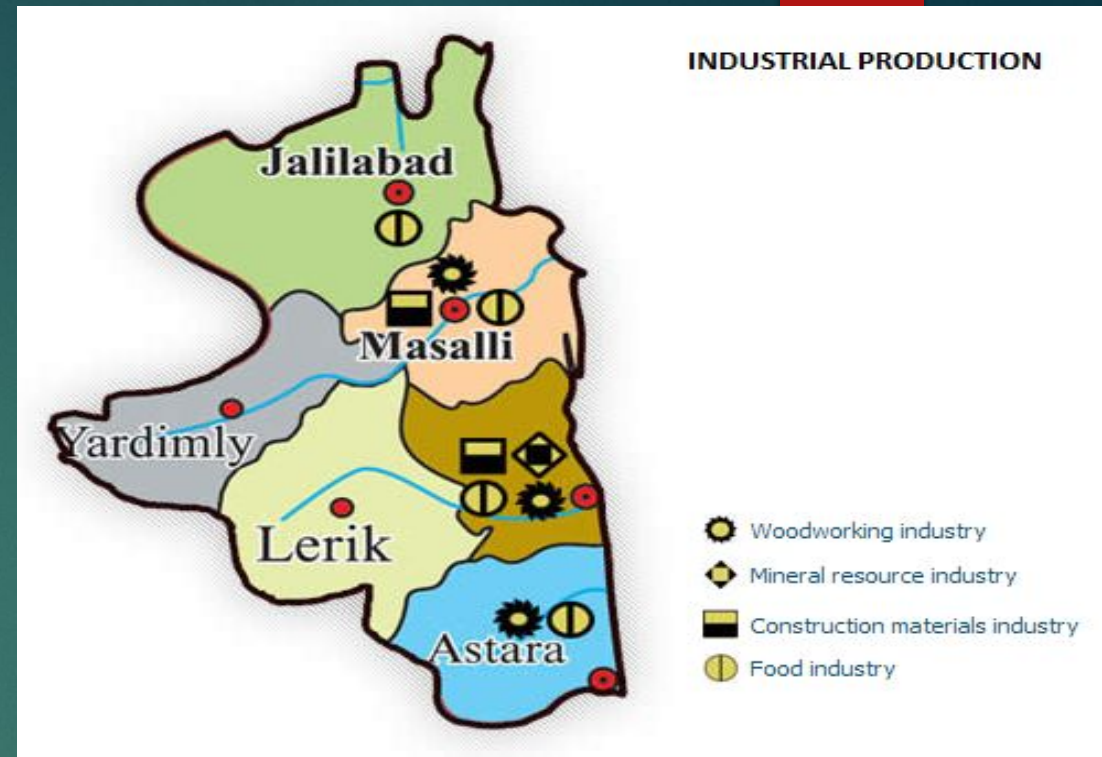 INDUSTRIAL PRODUCTION
Jalilabad
Masalli
Yardimly
Lerik
Astara
Woodworking industry
Mineral resource industry
Construction materials industry
Food industry